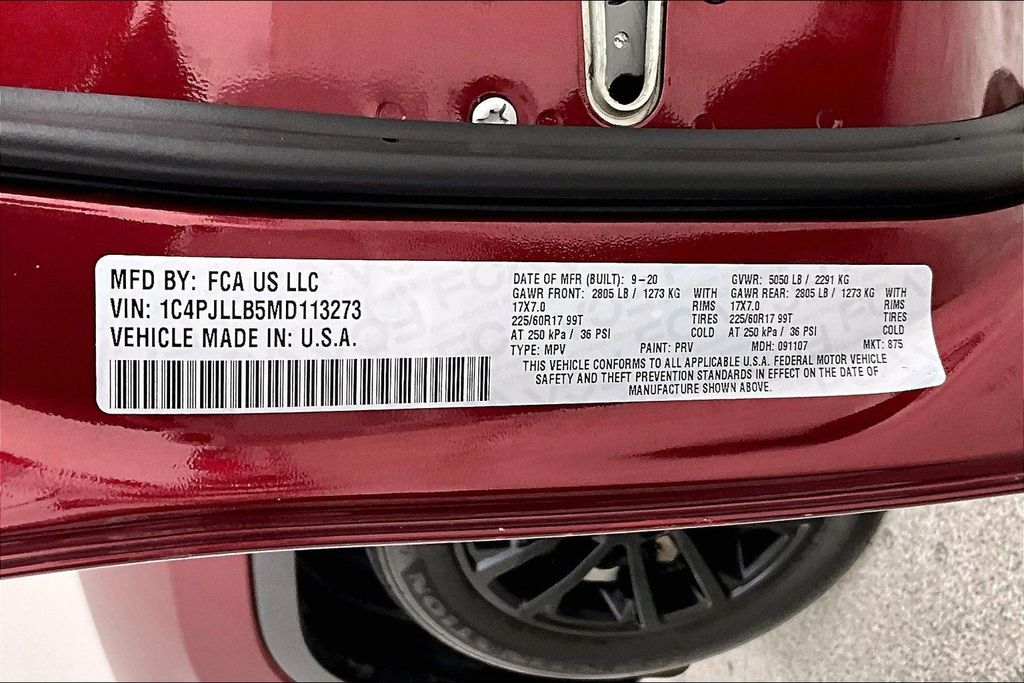 MFD BY: FCA US LLC
VIN: 1C4PJLLB5MD113273
VEHICLE MADE IN: U.S.A.
DATE OF MFR (BUILT): 9-20 GVWR: 5050 LB / 2291 KG
GAWR FRONT: 2805 LB / 1273 KG WITH GAWR REAR: 2805 LB / 1273 KG WITH
17X7.0 RIMS 17X7.0 RIMS
225/60R17 99T TIRES 225/60R17 99T TIRES
AT 250 kPa / 36 PSI COLD AT 250 kPa / 36 PSI COLD
TYPE: MPV PAINT: PRV MDH: 091107 MKT: 875
THIS VEHICLE CONFORMS TO ALL APPLICABLE U.S.A. FEDERAL MOTOR VEHICLE
SAFETY AND THEFT PREVENTION STANDARDS IN EFFECT ON THE DATE OF
MANUFACTURE SHOWN ABOVE.